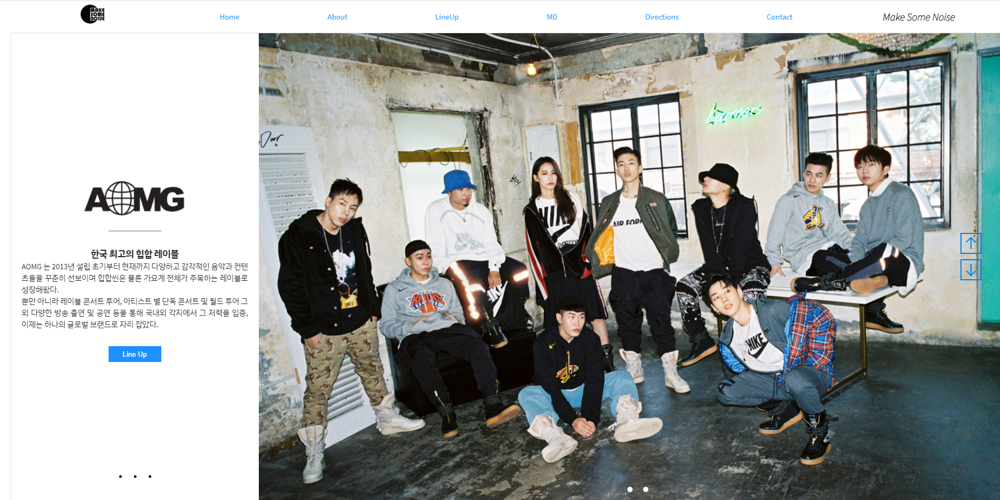 MAKE
SOME
NOISE
Home
About
LineUp
MD
Directions
Contact
Make Some Noise
AOMG
한국 최고의 힙합 레이블
AOMG 는 2013년 설립 초기부터 현재까지 다양하고 감각적인 음악과 컨텐
츠들을 꾸준히 선보이며 힙합씬은 물론 가요계 전체가 주목하는 레이블로
성장해왔다.
뿐만 아니라 레이블 콘서트 투어, 아티스트 별 단독 콘서트 및 월드 투어 그
외 다양한 방송 출연 및 공연 등을 통해 국내외 각지에서 그 저력을 입증,
이제는 하나의 글로벌 브랜드로 자리 잡았다.
Line Up
Door
karmers
NIKE
AIR FORCE
SPORTSW
NEW YORK
KNICKS
NIKE
NIKE